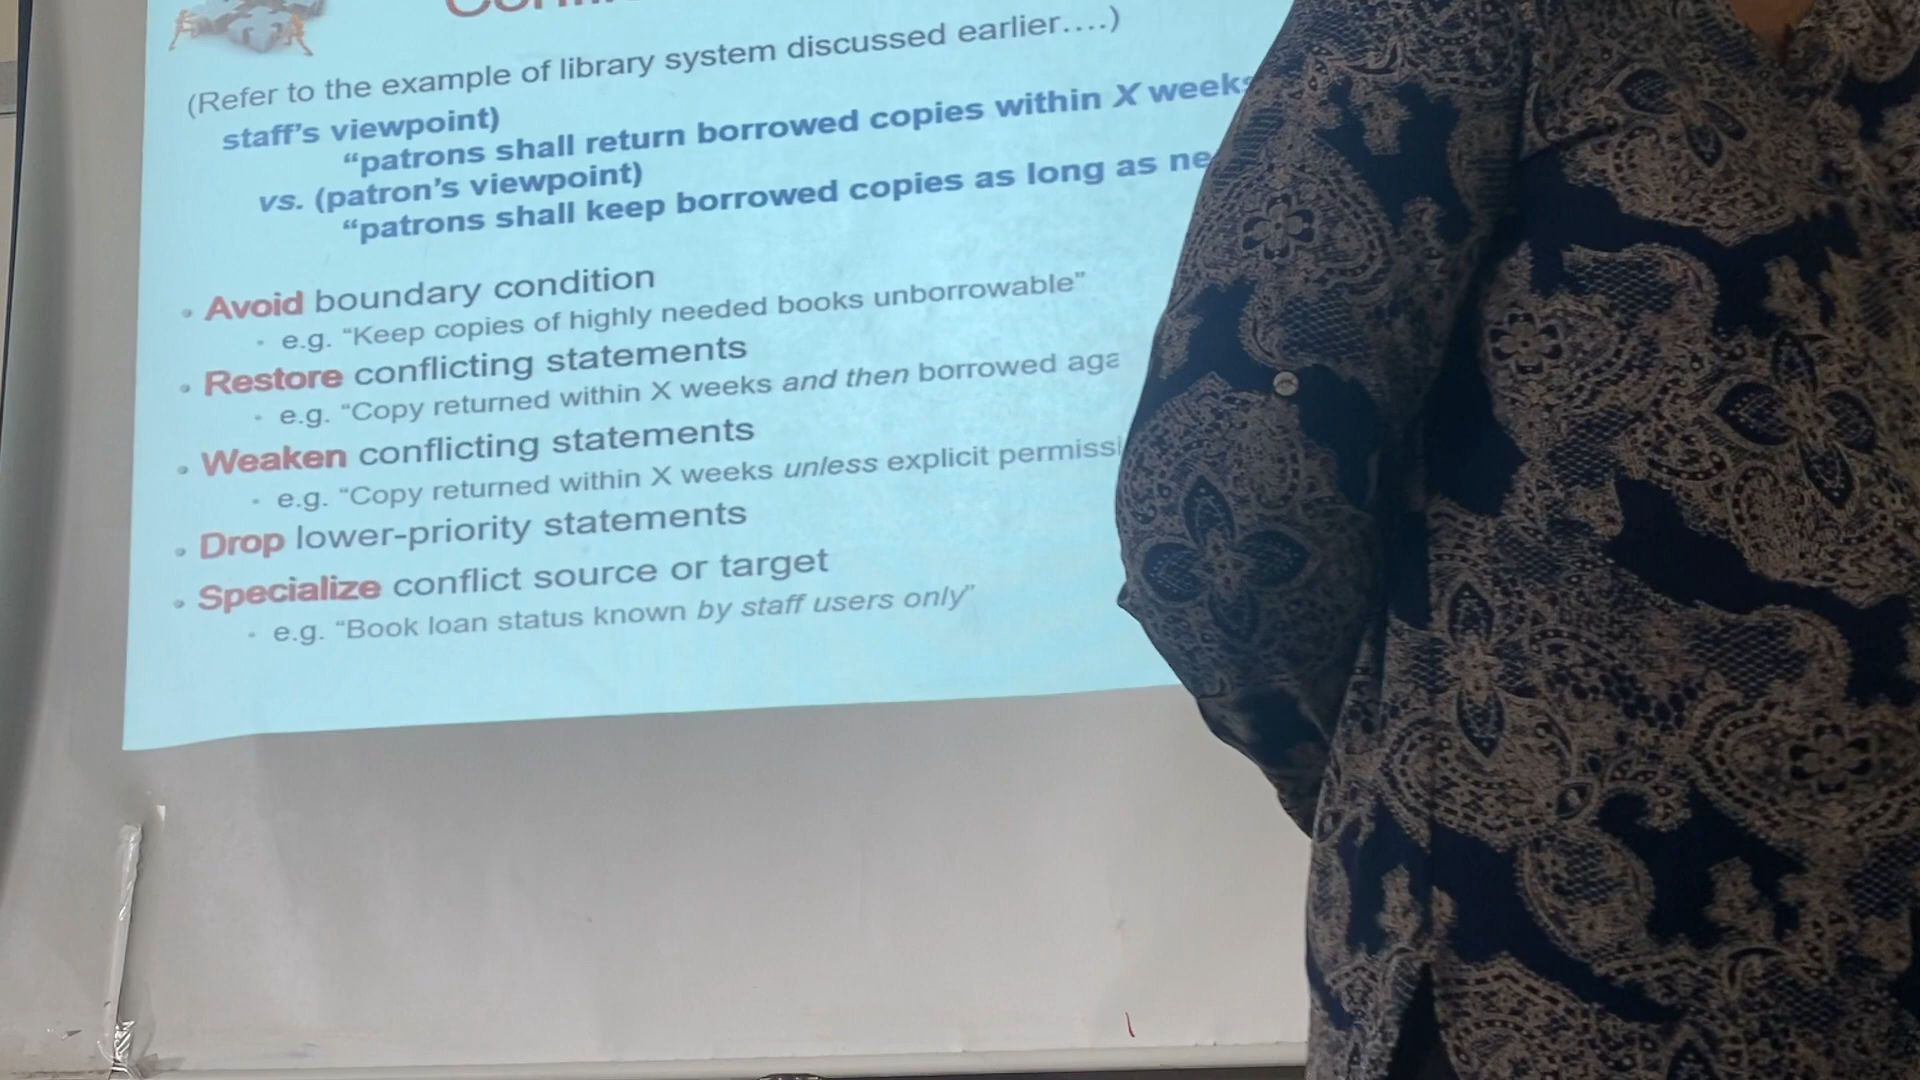 (Refer to the example of library system discussed earlier....)
staff's viewpoint)
"patrons shall return borrowed copies within X weeks
vs. (patron's viewpoint)
"patrons shall keep borrowed copies as long as
• Avoid boundary condition
• e.g. "Keep copies of highly needed books unborrowable"
• Restore conflicting statements
• e.g. "Copy returned within X weeks and then borrowed
• Weaken conflicting statements
• e.g. "Copy returned within X weeks unless explicit
• Drop lower-priority statements
• Specialize conflict source or target
• e.g. "Book loan status known by staff users only"